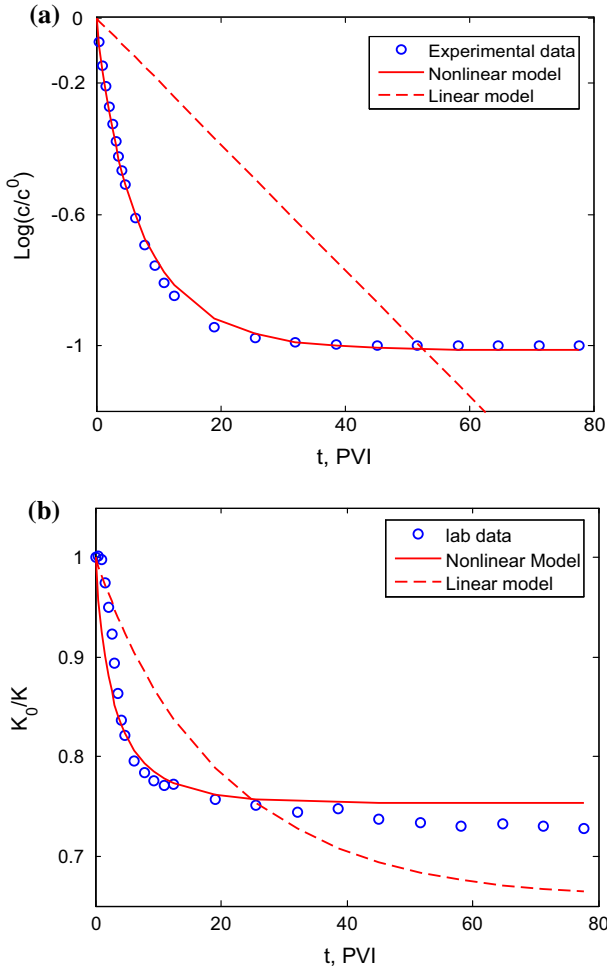 (a)
0
-0.2
-0.6
-1
Log(c/c⁰)
Experimental data
Nonlinear model
Linear model
0 20 40 60 80
t, PVI
(b)
1
0.9
0.8
0.7
K₀/K
lab data
Nonlinear Model
Linear model
0 20 40 60 80
t, PVI